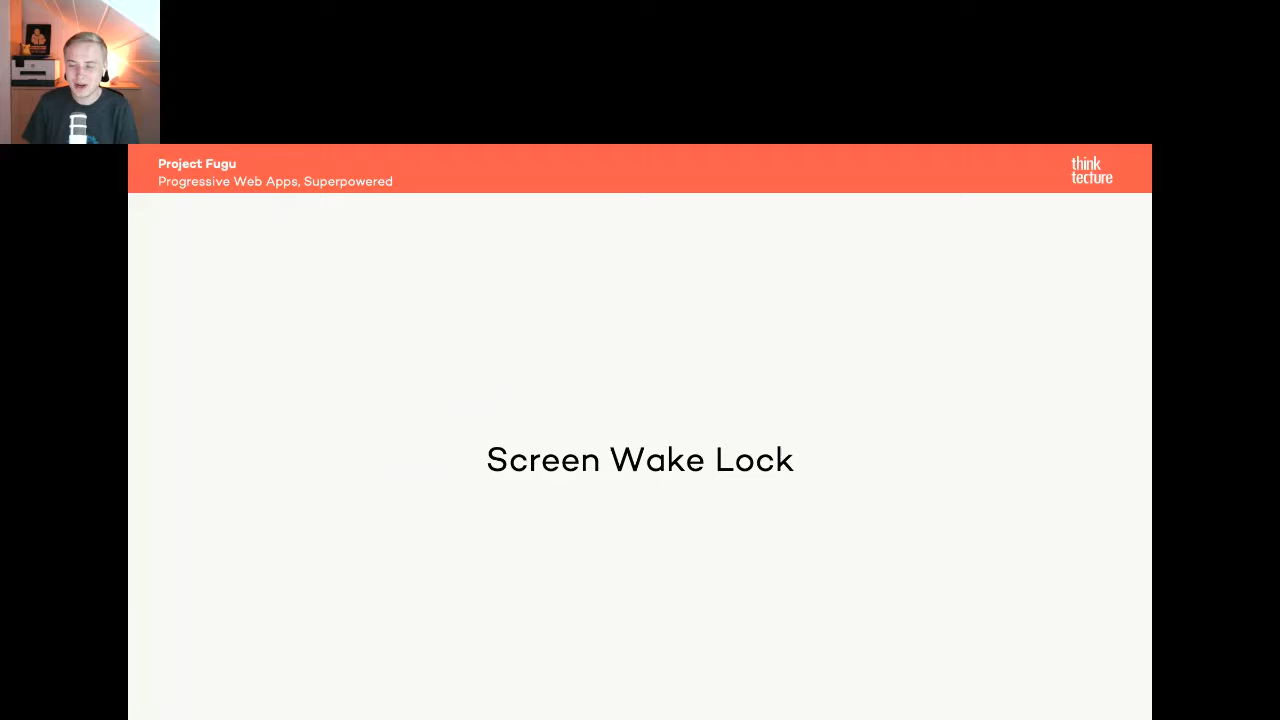 Project Fugu
Progressive Web Apps, Superpowered
think
tecture
Screen Wake Lock